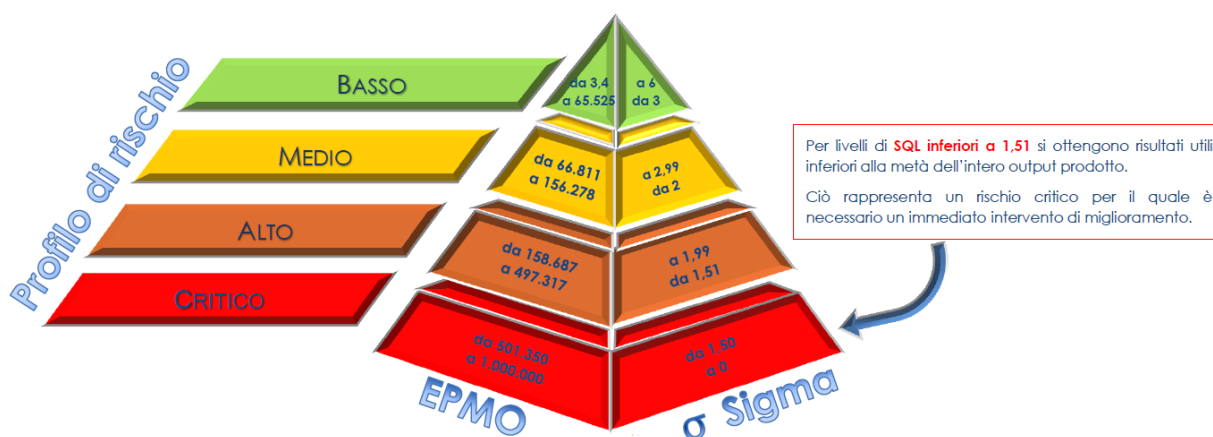 Profilo di rischio
BASSO
da 3,4
a 65.525
a 6
da 3
MEDIO
da 66.811
a 156.278
a 2,99
da 2
ALTO
da 158.687
a 497.317
a 1,99
da 1,51
CRITICO
da 501.350
a 1.000.000
da 1,50
a 0
EPMO
σ Sigma
Per livelli di SQL inferiori a 1,51 si ottengono risultati utili
inferiori alla metà dell'intero output prodotto.
Ciò rappresenta un rischio critico per il quale è
necessario un immediato intervento di miglioramento.